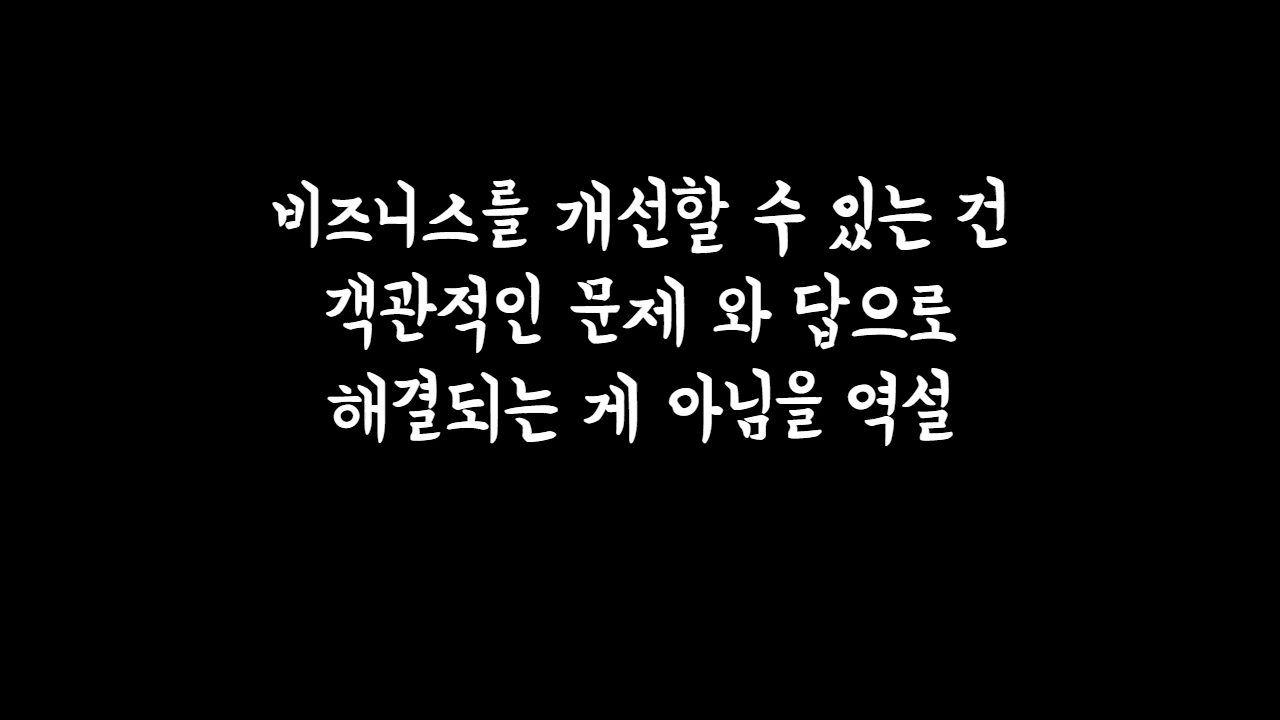 비즈니스를 개선할 수 있는 건
객관적인 문제 와 답으로
해결되는 게 아님을 역설